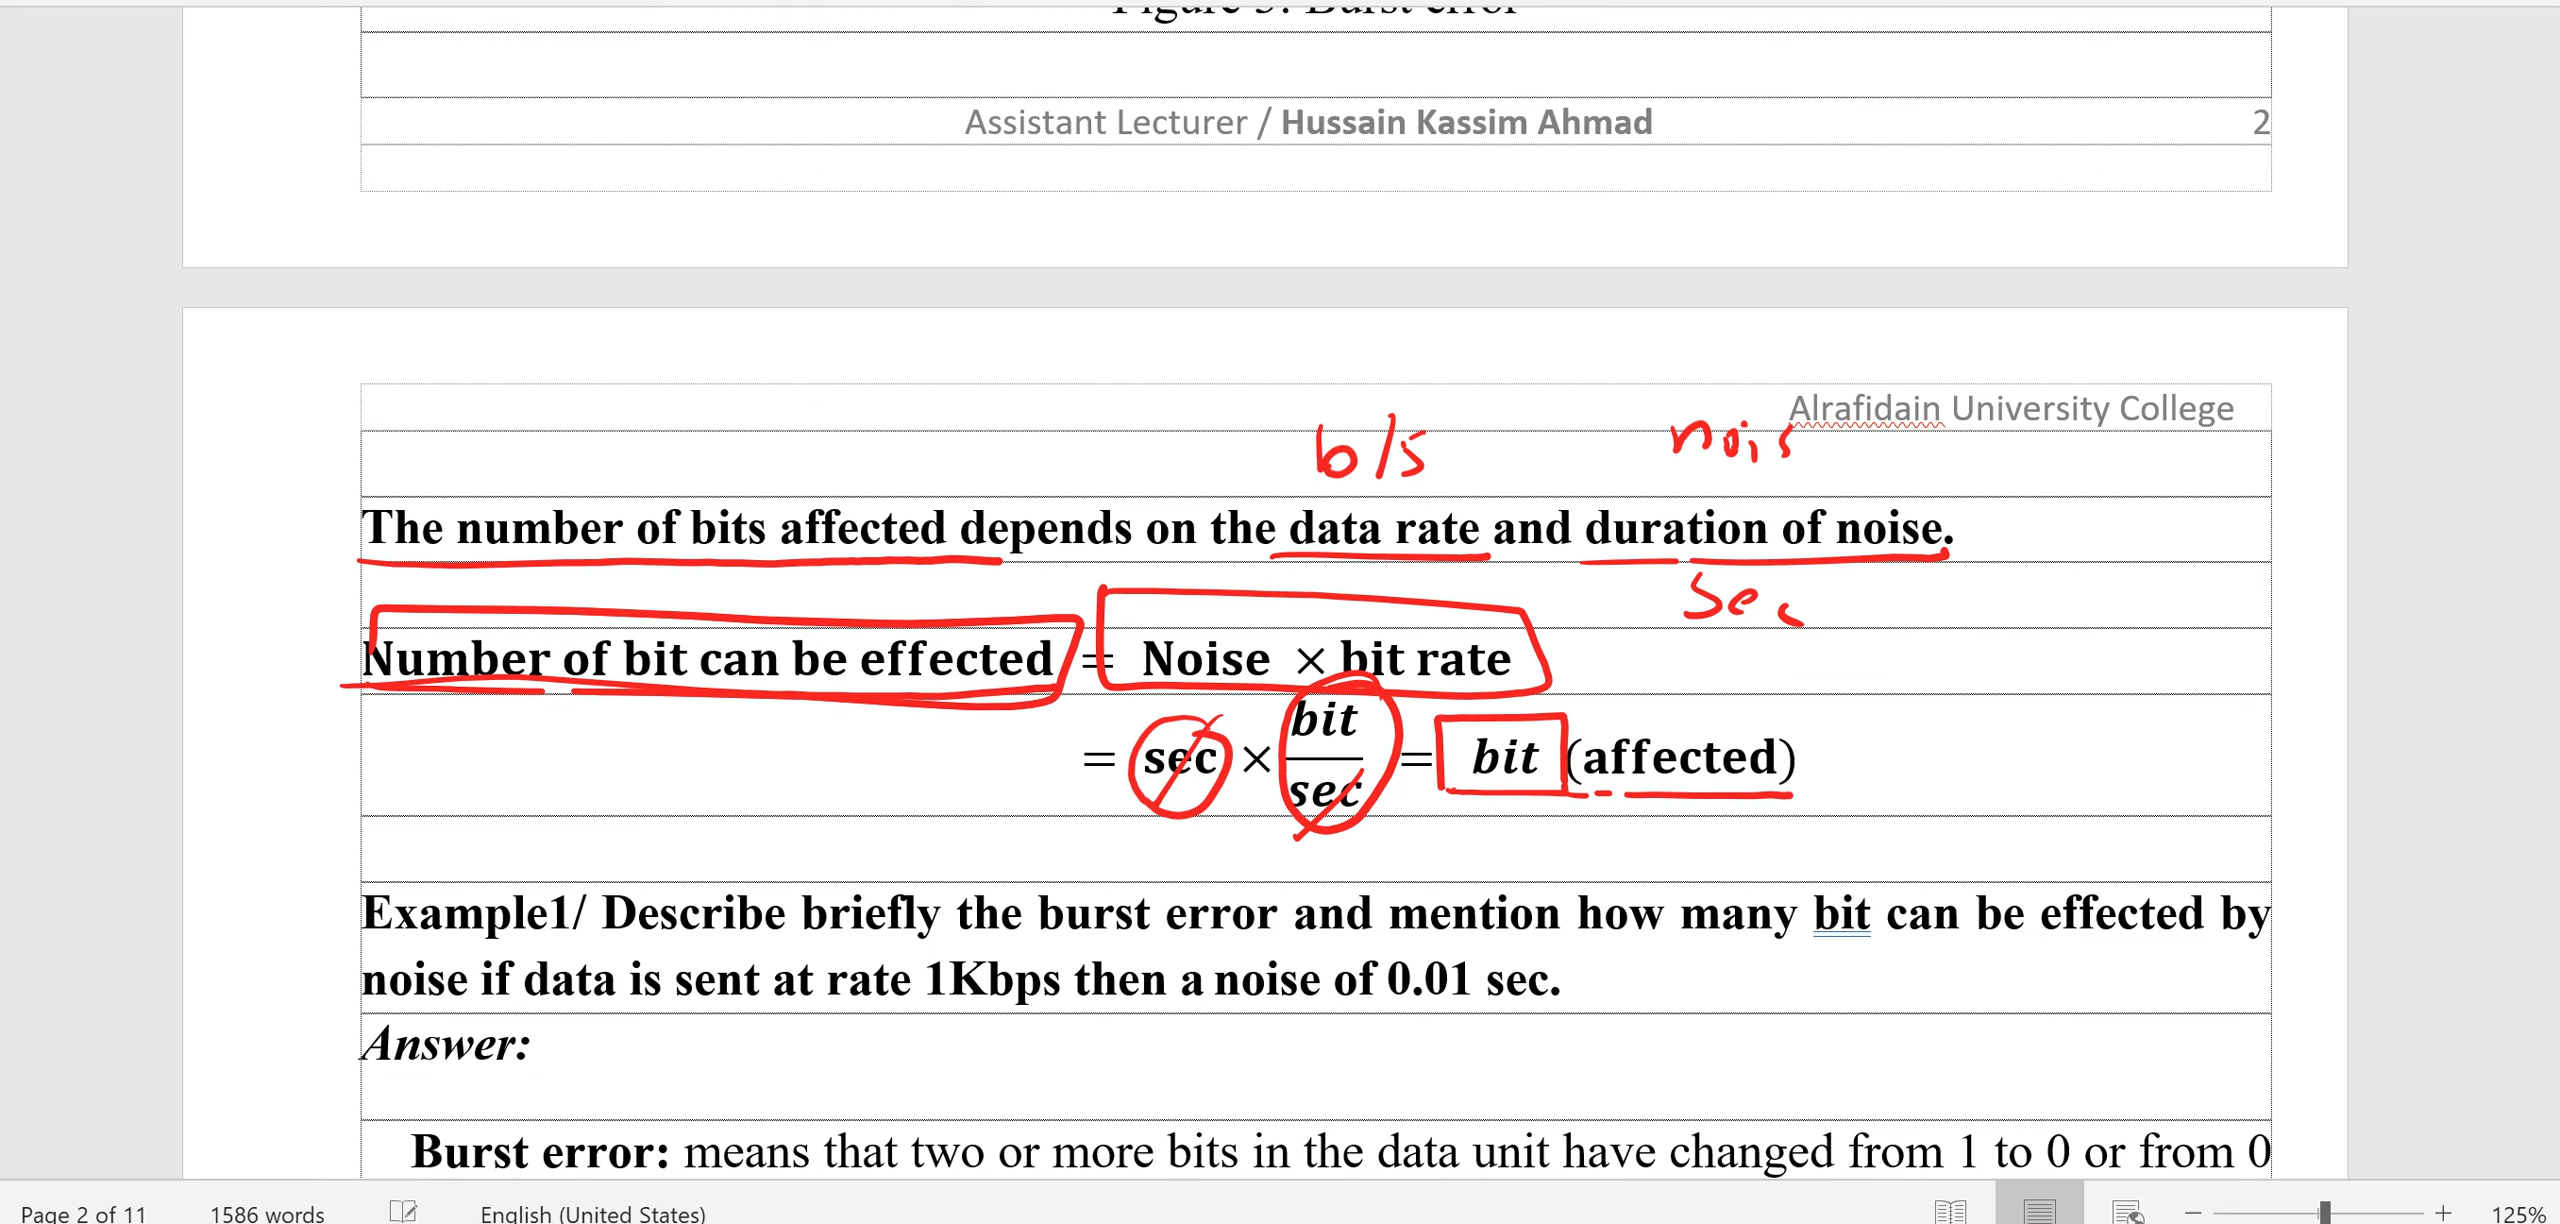 Figure 3: Burst error
Assistant Lecturer / Hussain Kassim Ahmad 2
Alrafidain University College
b/s nois
The number of bits affected depends on the data rate and duration of noise.
sec
Number of bit can be effected = Noise × bit rate
= sec × bit/sec = bit (affected)
Example1/ Describe briefly the burst error and mention how many bit can be effected by
noise if data is sent at rate 1Kbps then a noise of 0.01 sec.
Answer:
Burst error: means that two or more bits in the data unit have changed from 1 to 0 or from 0
Page 2 of 11 1586 words English (United States) 125%